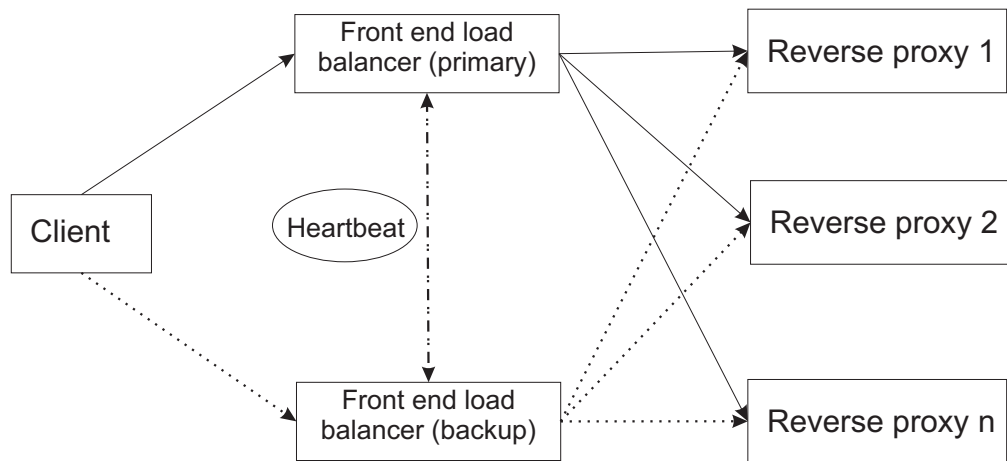 Front end load
balancer (primary)
Reverse proxy 1
Client
Heartbeat
Reverse proxy 2
Front end load
balancer (backup)
Reverse proxy n